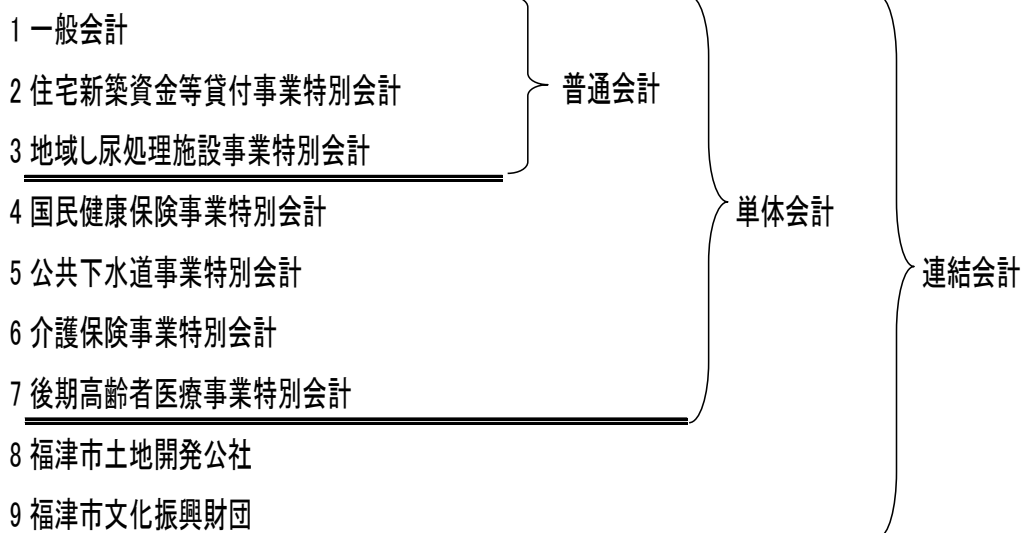 1 一般会計
2 住宅新築資金等貸付事業特別会計
普通会計
3 地域し尿処理施設事業特別会計
4 国民健康保険事業特別会計
単体会計
5 公共下水道事業特別会計
連結会計
6 介護保険事業特別会計
7 後期高齢者医療事業特別会計
8 福津市土地開発公社
9 福津市文化振興財団